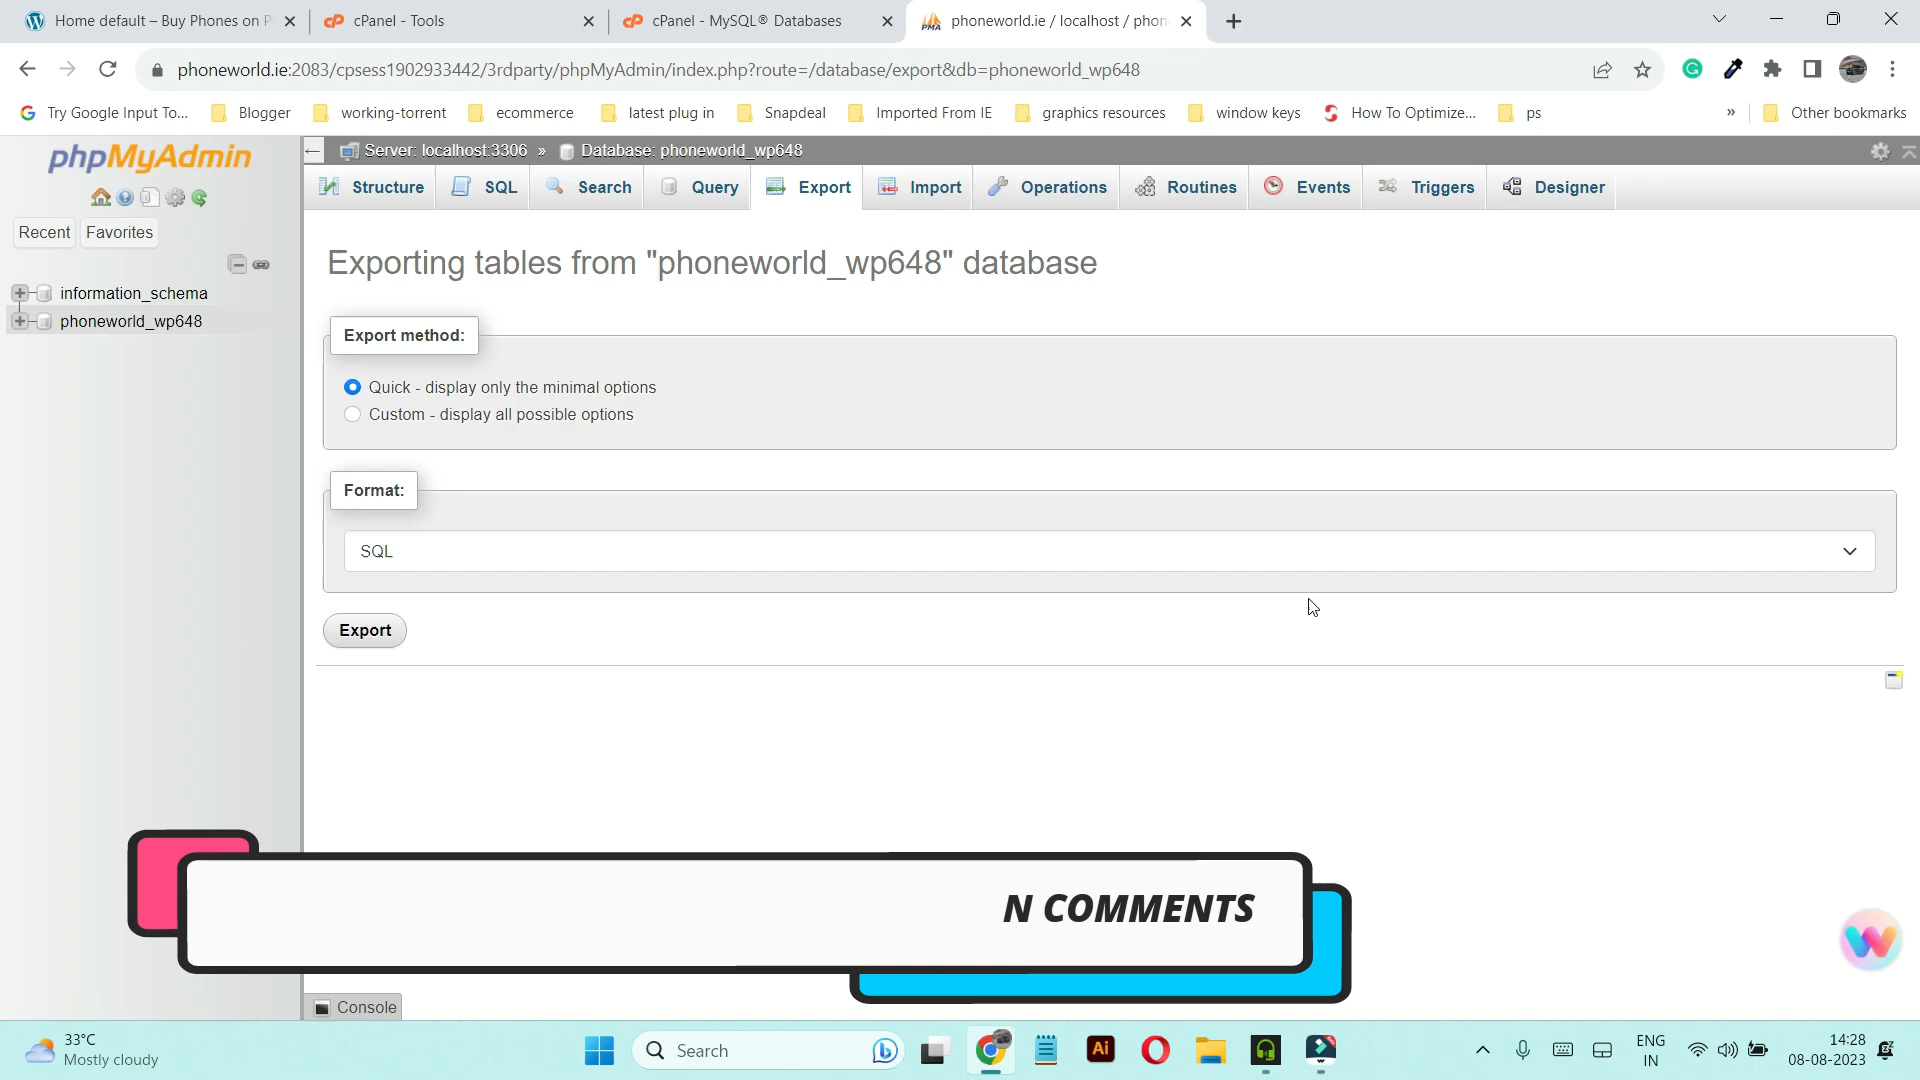 Home default – Buy Phones on P
cPanel - Tools
cPanel - MySQL® Databases
PMA
phoneworld.ie / localhost / phon
phoneworld.ie:2083/cpsess1902933442/3rdparty/phpMyAdmin/index.php?route=/database/export&db=phoneworld_wp648
Try Google Input To...
Blogger
working-torrent
ecommerce
latest plug in
Snapdeal
Imported From IE
graphics resources
window keys
How To Optimize...
ps
»
Other bookmarks
phpMyAdmin
Server: localhost:3306 » Database: phoneworld_wp648
Structure
SQL
Search
Query
Export
Import
Operations
Routines
Events
Triggers
Designer
Recent
Favorites
information_schema
phoneworld_wp648
Exporting tables from "phoneworld_wp648" database
Export method:
Quick - display only the minimal options
Custom - display all possible options
Format:
SQL
Export
N COMMENTS
Console
33°C
Mostly cloudy
Search
Ai
ENG
IN
14:28
08-08-2023